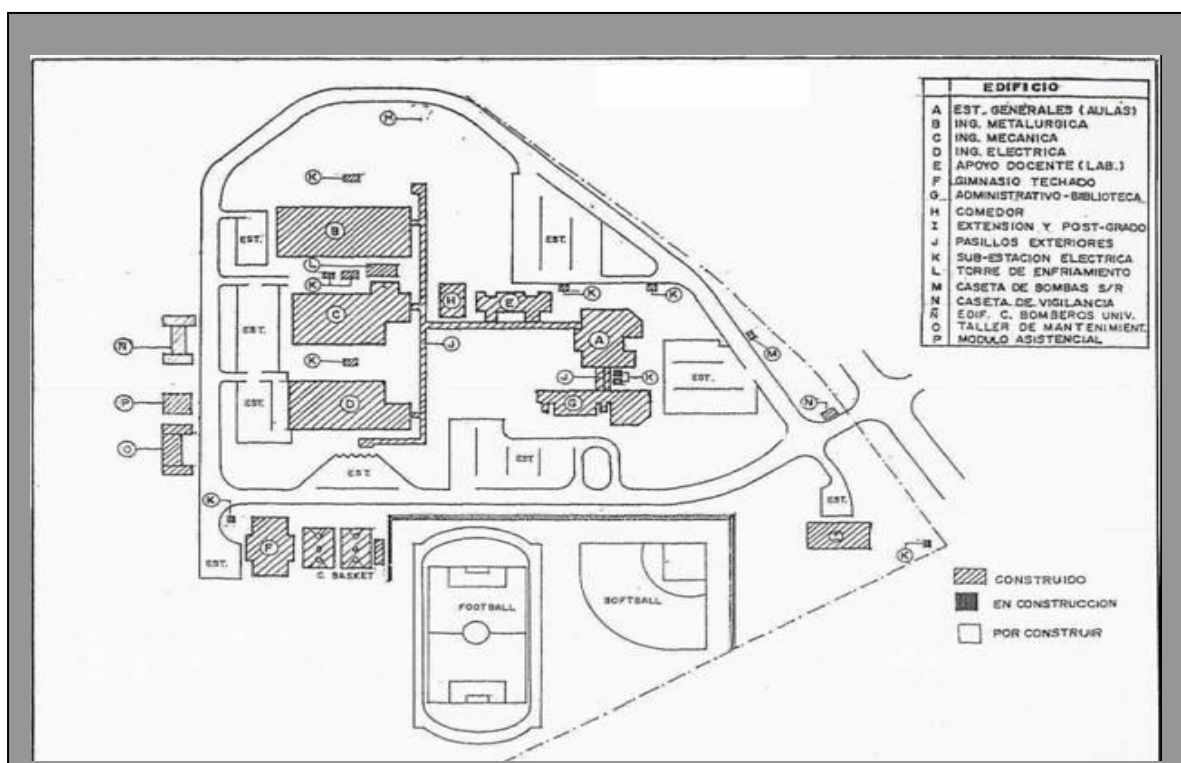 EDIFICIO
A EST. GENERALES (AULAS)
B ING. METALURGICA
C ING. MECANICA
D ING. ELECTRICA
E APOYO DOCENTE (LAB.)
F GIMNASIO TECHADO
G ADMINISTRATIVO-BIBLIOTECA
H COMEDOR
I EXTENSION Y POST-GRADO
J PASILLOS EXTERIORES
K SUB-ESTACION ELECTRICA
L TORRE DE ENFRIAMIENTO
M CASETA DE BOMBAS S/R
N CASETA DE VIGILANCIA
Ñ EDIF. C. BOMBEROS UNIV.
O TALLER DE MANTENIMIENT.
P MODULO ASISTENCIAL
M
K
B
EST.
EST.
L
K
K
K
H
E
C
EST.
Ñ
J
A
M
K
J
K
EST.
P
EST.
D
G
N
O
EST.
EST.
K
EST.
F
EST.
C. BASKET
K
CONSTRUIDO
FOOTBALL
SOFTBALL
EN CONSTRUCCION
POR CONSTRUIR